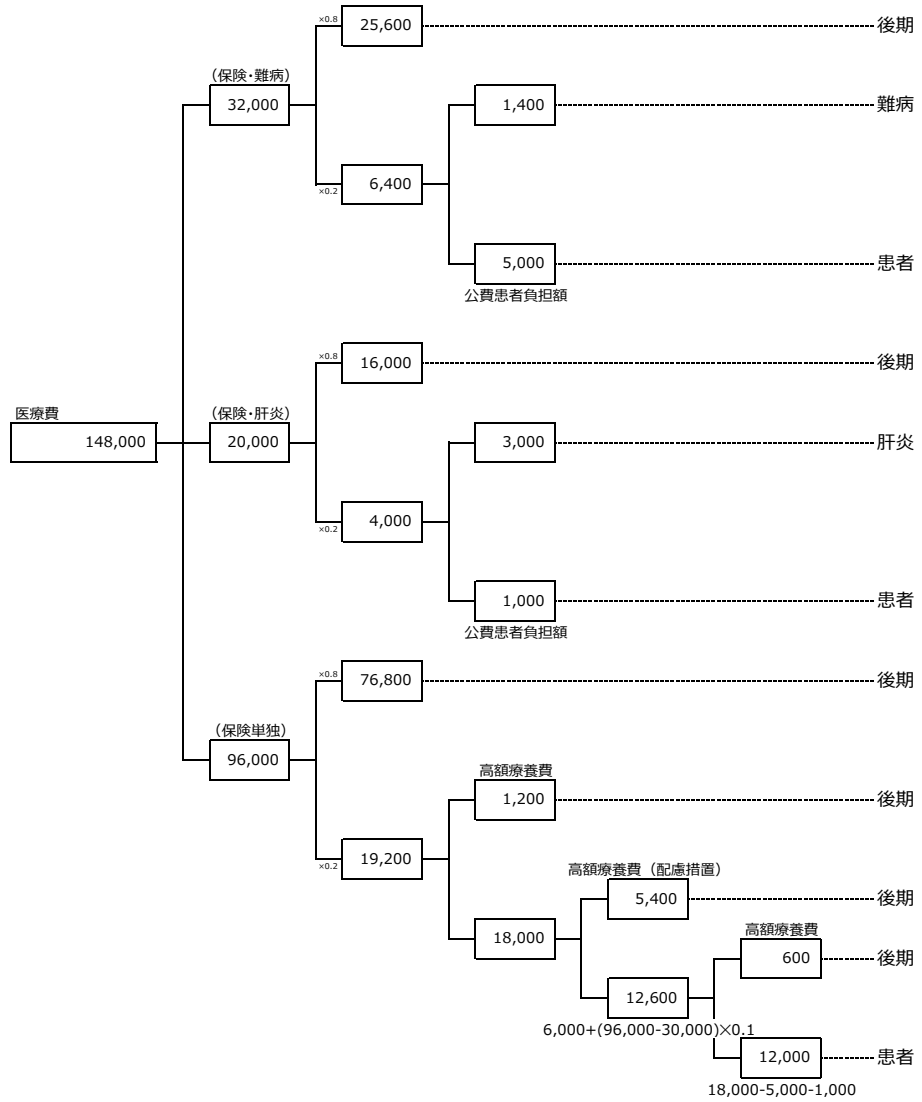 ×0.8
25,600
後期
(保険・難病)
32,000
1,400
難病
×0.2
6,400
5,000
患者
公費患者負担額
×0.8
16,000
後期
医療費
148,000
(保険・肝炎)
20,000
3,000
肝炎
×0.2
4,000
1,000
患者
公費患者負担額
×0.8
76,800
後期
(保険単独)
96,000
高額療養費
1,200
後期
×0.2
19,200
高額療養費(配慮措置)
5,400
後期
18,000
高額療養費
600
後期
12,600
6,000+(96,000-30,000)×0.1
12,000
患者
18,000-5,000-1,000